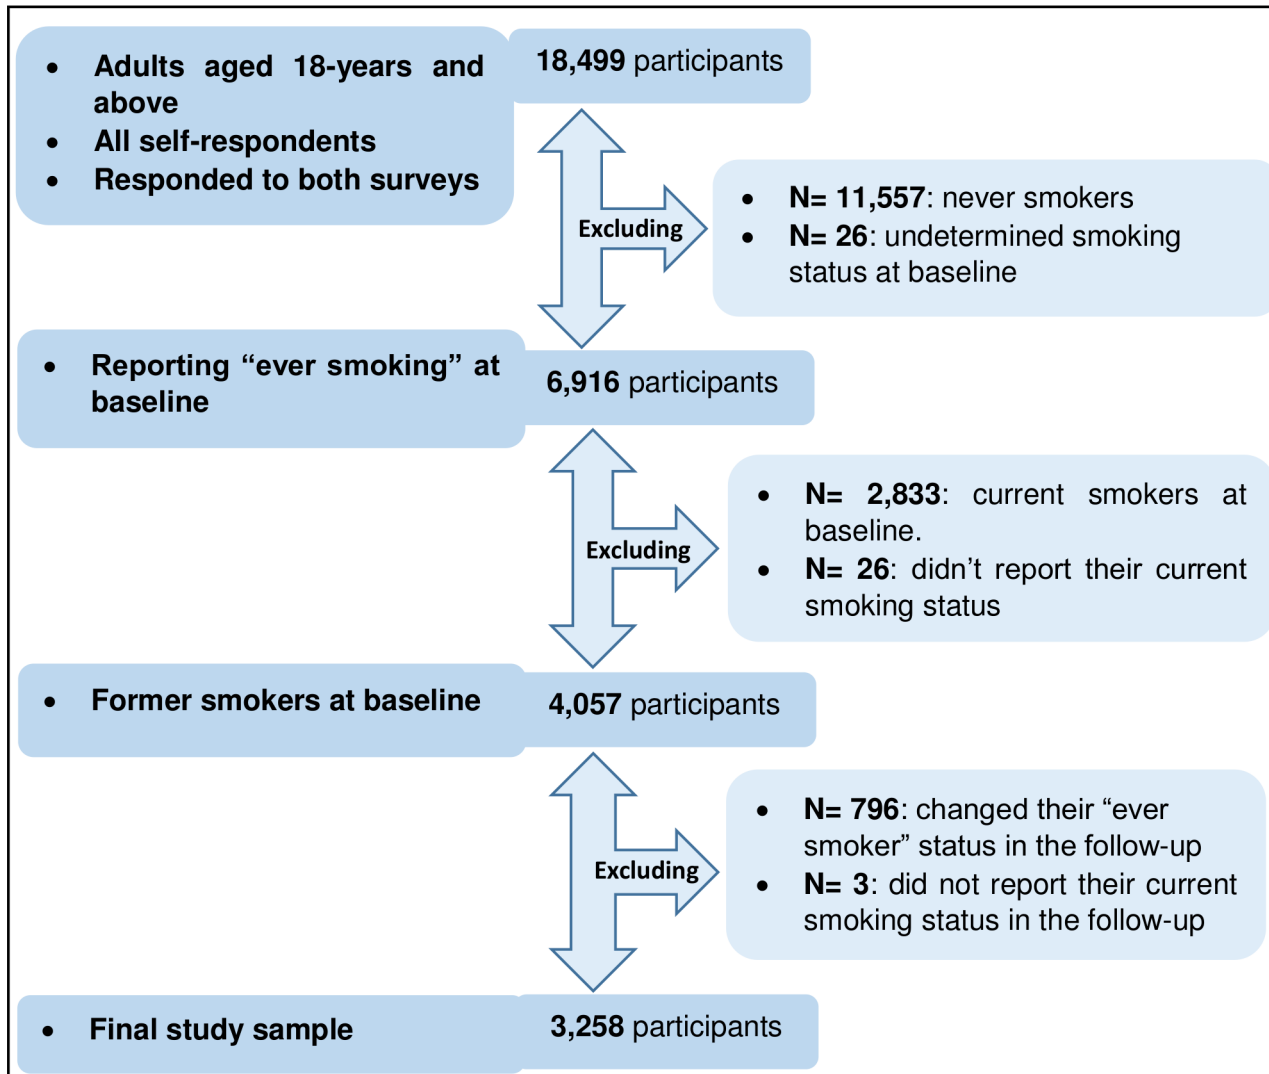 • Adults aged 18-years and
above
• All self-respondents
• Responded to both surveys
18,499 participants
Excluding
• N= 11,557: never smokers
• N= 26: undetermined smoking
status at baseline
• Reporting “ever smoking” at
baseline
6,916 participants
Excluding
• N= 2,833: current smokers at
baseline.
• N= 26: didn’t report their current
smoking status
• Former smokers at baseline
4,057 participants
Excluding
• N= 796: changed their “ever
smoker” status in the follow-up
• N= 3: did not report their current
smoking status in the follow-up
• Final study sample
3,258 participants